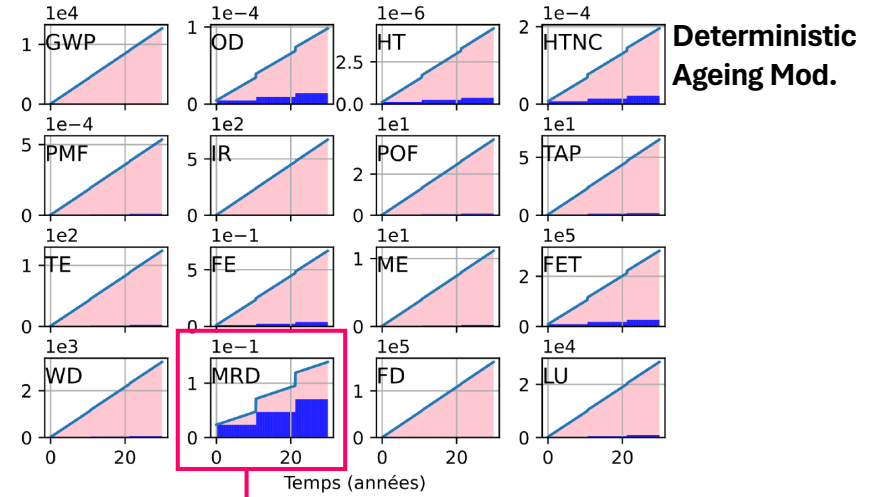 1e4 1e−4 1e−6 1e−4
1 GWP 1 OD 2.5 HT 2 HTNC Deterministic
Ageing Mod.
0 0 0.0 0
1e−4 1e2 1e1 1e1
5 PMF 5 IR 2 POF 5 TAP
0 0 0 0
1e2 1e−1 1e1 1e5
1 TE 5 FE 1 ME 2 FET
0 0 0 0
1e3 1e−1 1e5 1e4
2 WD 1 MRD 1 FD 2 LU
0 0 0 0
0 20 0 20 0 20 0 20
Temps (années)